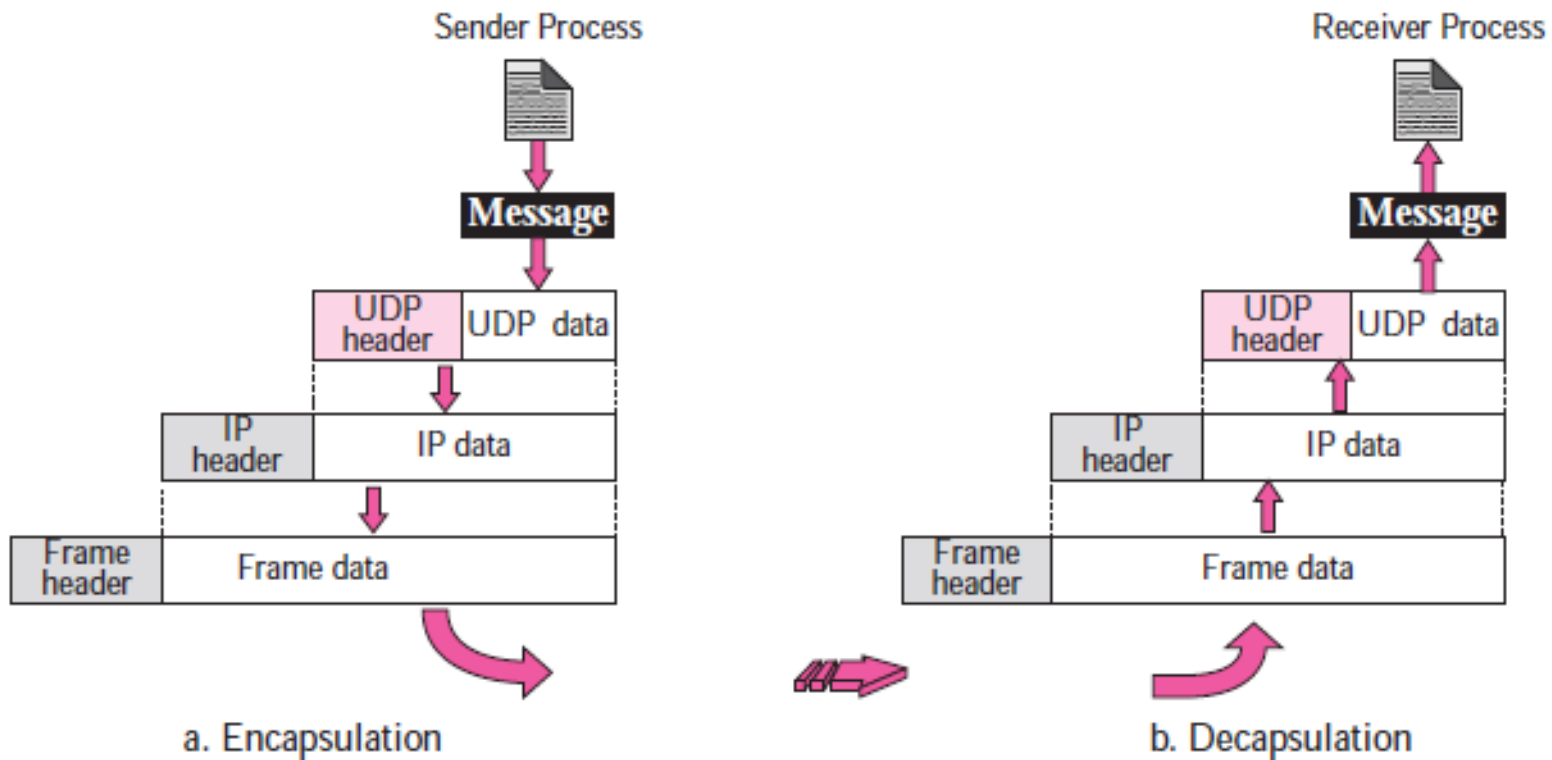 Sender Process
Receiver Process
Message
Message
UDP
header
UDP data
UDP
header
UDP data
IP
header
IP data
IP
header
IP data
Frame
header
Frame data
Frame
header
Frame data
a. Encapsulation
b. Decapsulation